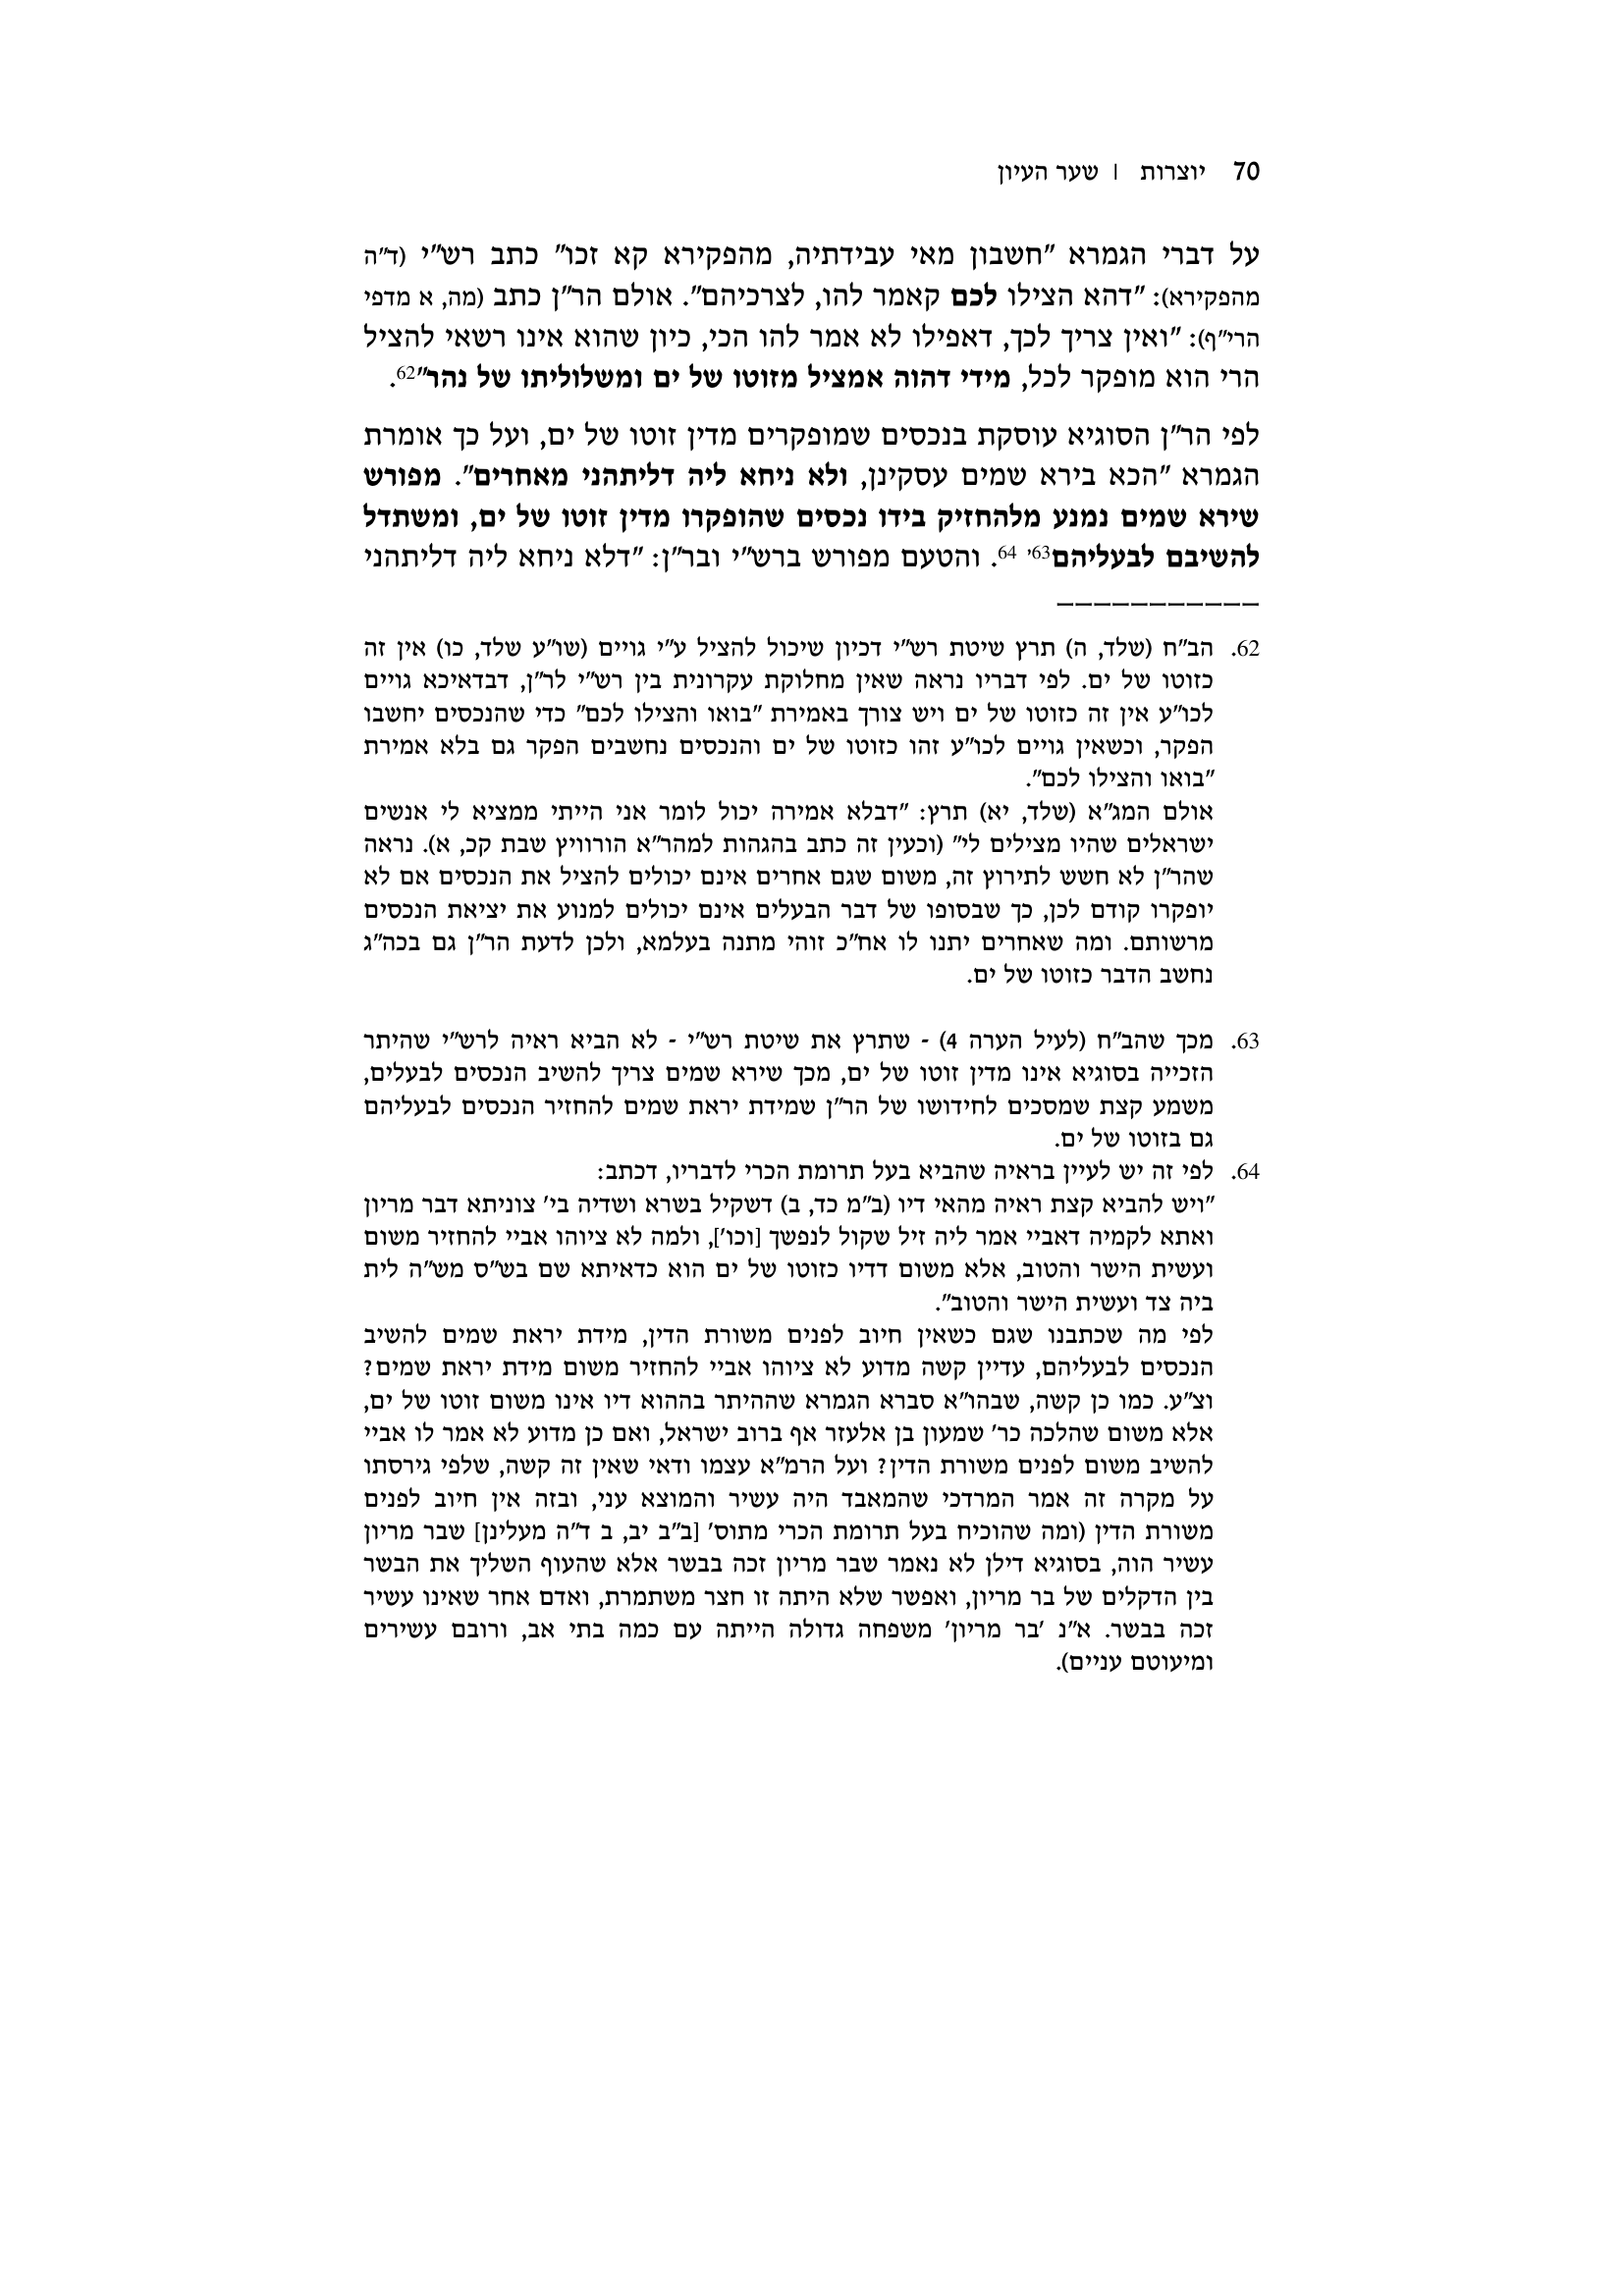 70 יוצרות | שער העיון
על דברי הגמרא "חשבון מאי עבידתיה, מהפקירא קא זכו" כתב רש"י (ד"ה
מהפקירא): "דהא הצילו לכם קאמר להו, לצרכיהם". אולם הר"ן כתב (מה, א מדפי
הרי"ף): "ואין צריך לכך, דאפילו לא אמר להו הכי, כיון שהוא אינו רשאי להציל
הרי הוא מופקר לכל, מידי דהוה אמציל מזוטו של ים ומשלוליתו של נהר"62.
לפי הר"ן הסוגיא עוסקת בנכסים שמופקרים מדין זוטו של ים, ועל כך אומרת
הגמרא "הכא בירא שמים עסקינן, ולא ניחא ליה דליתהני מאחרים". מפורש
שירא שמים נמנע מלהחזיק בידו נכסים שהופקרו מדין זוטו של ים, ומשתדל
להשיבם לבעליהם63, 64. והטעם מפורש ברש"י ובר"ן: "דלא ניחא ליה דליתהני
62. הב"ח (שלד, ה) תרץ שיטת רש"י דכיון שיכול להציל ע"י גויים (שו"ע שלד, כו) אין זה
כזוטו של ים. לפי דבריו נראה שאין מחלוקת עקרונית בין רש"י לר"ן, דבדאיכא גויים
לכו"ע אין זה כזוטו של ים ויש צורך באמירת "בואו והצילו לכם" כדי שהנכסים יחשבו
הפקר, וכשאין גויים לכו"ע זהו כזוטו של ים והנכסים נחשבים הפקר גם בלא אמירת
"בואו והצילו לכם".
אולם המג"א (שלד, יא) תרץ: "דבלא אמירה יכול לומר אני הייתי ממציא לי אנשים
ישראלים שהיו מצילים לי" (וכעין זה כתב בהגהות למהר"א הורוויץ שבת קכ, א). נראה
שהר"ן לא חשש לתירוץ זה, משום שגם אחרים אינם יכולים להציל את הנכסים אם לא
יופקרו קודם לכן, כך שבסופו של דבר הבעלים אינם יכולים למנוע את יציאת הנכסים
מרשותם. ומה שאחרים יתנו לו אח"כ זוהי מתנה בעלמא, ולכן לדעת הר"ן גם בכה"ג
נחשב הדבר כזוטו של ים.
63. מכך שהב"ח (לעיל הערה 4) - שתרץ את שיטת רש"י - לא הביא ראיה לרש"י שהיתר
הזכייה בסוגיא אינו מדין זוטו של ים, מכך שירא שמים צריך להשיב הנכסים לבעלים,
משמע קצת שמסכים לחידושו של הר"ן שמידת יראת שמים להחזיר הנכסים לבעליהם
גם בזוטו של ים.
64. לפי זה יש לעיין בראיה שהביא בעל תרומת הכרי לדבריו, דכתב:
"ויש להביא קצת ראיה מהאי דיו (ב"מ כד, ב) דשקיל בשרא ושדיה בי' צוניתא דבר מריון
ואתא לקמיה דאביי אמר ליה זיל שקול לנפשך [וכו'], ולמה לא ציוהו אביי להחזיר משום
ועשית הישר והטוב, אלא משום דדיו כזוטו של ים הוא כדאיתא שם בש"ס מש"ה לית
ביה צד ועשית הישר והטוב".
לפי מה שכתבנו שגם כשאין חיוב לפנים משורת הדין, מידת יראת שמים להשיב
הנכסים לבעליהם, עדיין קשה מדוע לא ציוהו אביי להחזיר משום מידת יראת שמים?
וצ"ע. כמו כן קשה, שבהו"א סברא הגמרא שההיתר בההוא דיו אינו משום זוטו של ים,
אלא משום שהלכה כר' שמעון בן אלעזר אף ברוב ישראל, ואם כן מדוע לא אמר לו אביי
להשיב משום לפנים משורת הדין? ועל הרמ"א עצמו ודאי שאין זה קשה, שלפי גירסתו
על מקרה זה אמר המרדכי שהמאבד היה עשיר והמוצא עני, ובזה אין חיוב לפנים
משורת הדין (ומה שהוכיח בעל תרומת הכרי מתוס' [ב"ב יב, ב ד"ה מעלינן] שבר מריון
עשיר הוה, בסוגיא דילן לא נאמר שבר מריון זכה בבשר אלא שהעוף השליך את הבשר
בין הדקלים של בר מריון, ואפשר שלא היתה זו חצר משתמרת, ואדם אחר שאינו עשיר
זכה בבשר. א"נ 'בר מריון' משפחה גדולה הייתה עם כמה בתי אב, ורובם עשירים
ומיעוטם עניים).